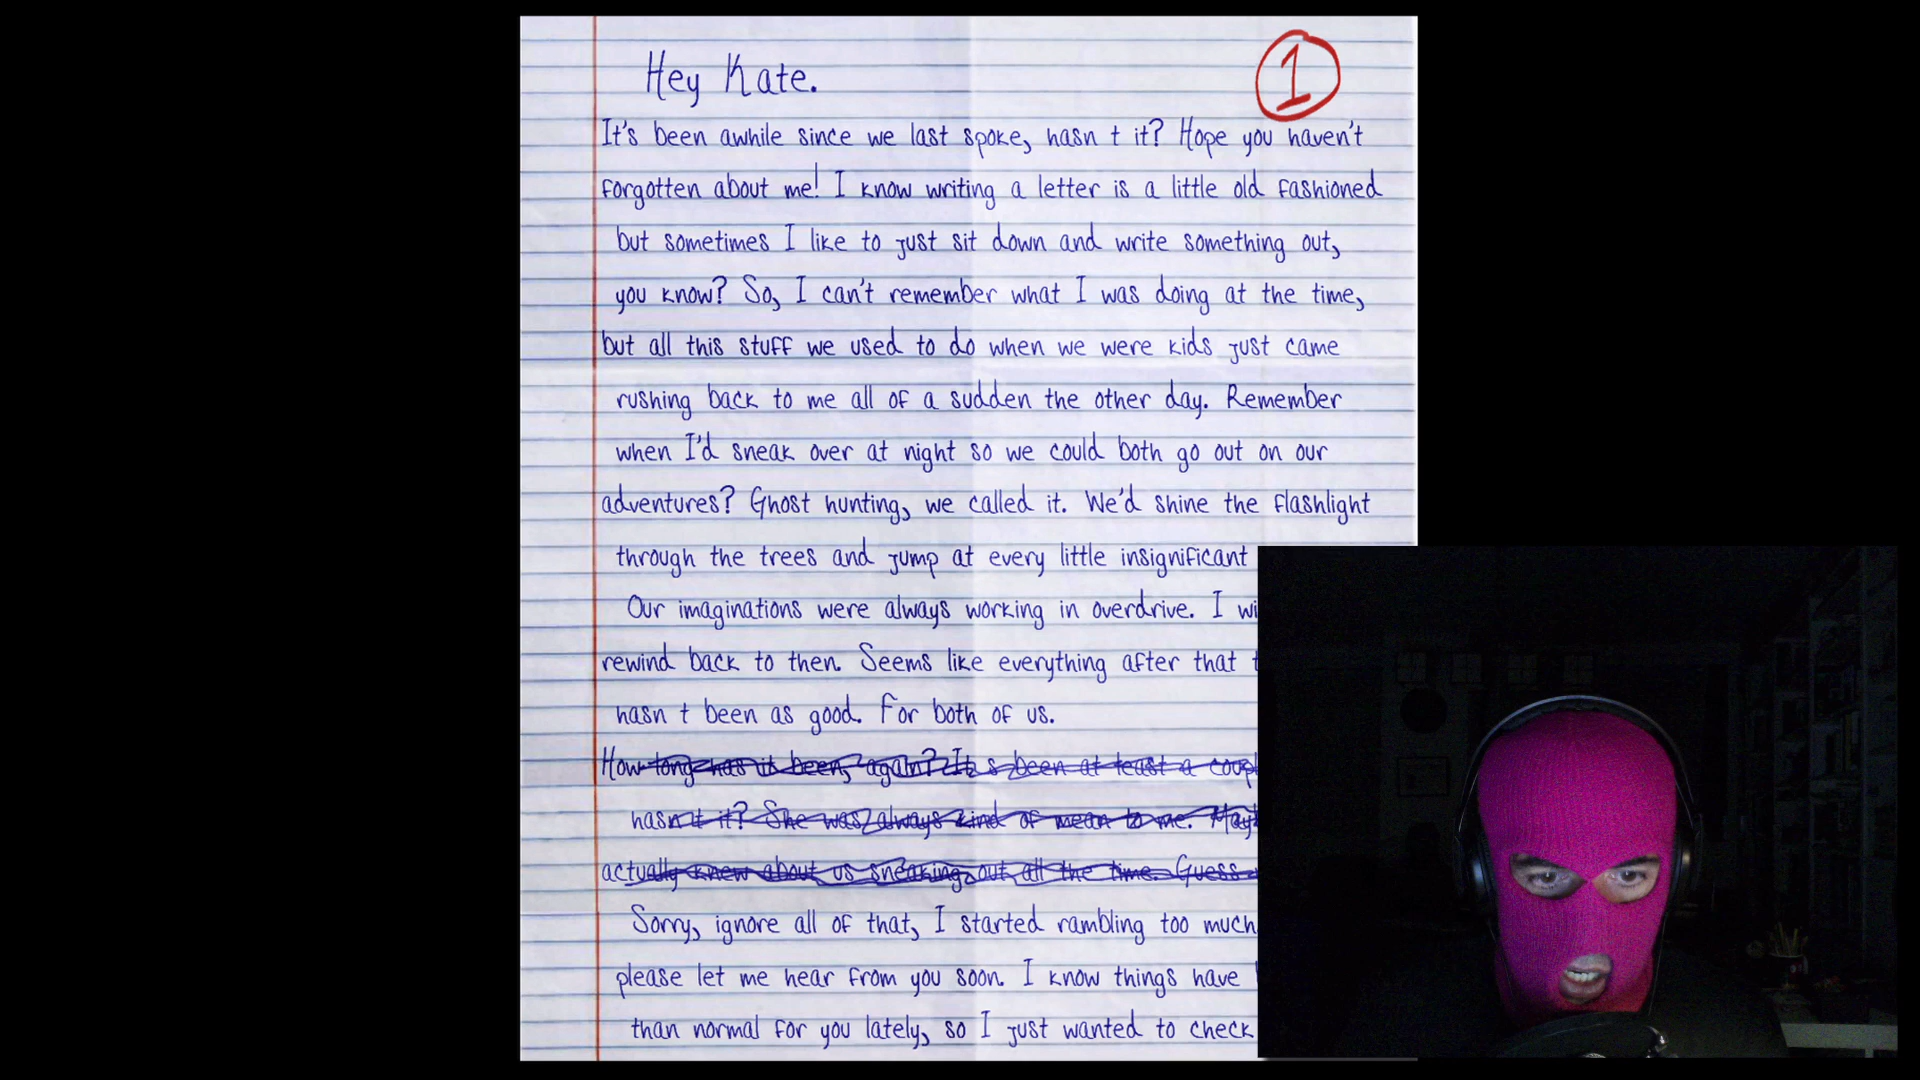 Hey Kate.
1
It's been awhile since we last spoke, hasn t it? Hope you haven't
forgotten about me! I know writing a letter is a little old fashioned
but sometimes I like to just sit down and write something out,
you know? So, I can't remember what I was doing at the time,
but all this stuff we used to do when we were kids just came
rushing back to me all of a sudden the other day. Remember
when I'd sneak over at night so we could both go out on our
adventures? Ghost hunting, we called it. We'd shine the flashlight
through the trees and jump at every little insignificant
Our imaginations were always working in overdrive. I
rewind back to then. Seems like everything after that
hasn t been as good. For both of us.
How long has it been, again? It s been at least a
hasn t it? She was always kind of mean to me.
actually knew about us sneaking out all the time. Guess
Sorry, ignore all of that, I started rambling too much
please let me hear from you soon. I know things have
than normal for you lately, so I just wanted to check